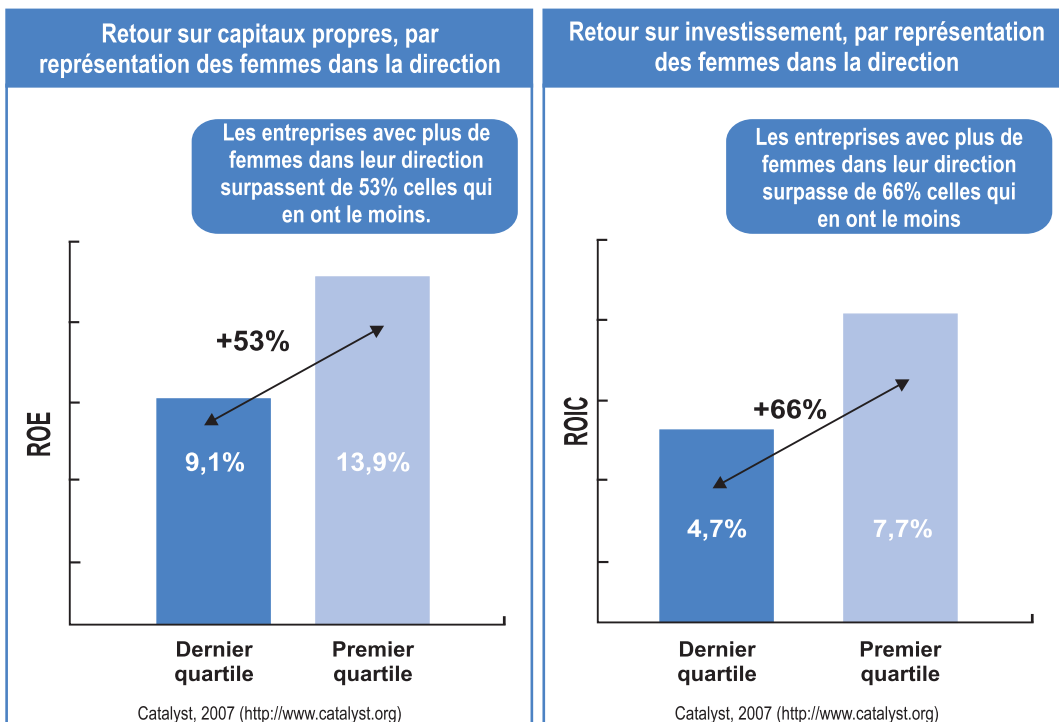 Retour sur capitaux propres, par
représentation des femmes dans la direction
Les entreprises avec plus de
femmes dans leur direction
surpassent de 53% celles qui
en ont le moins.
+53%
ROE
9,1%
13,9%
Dernier
quartile
Premier
quartile
Catalyst, 2007 (http://www.catalyst.org)
Retour sur investissement, par représentation
des femmes dans la direction
Les entreprises avec plus de
femmes dans leur direction
surpasse de 66% celles qui
en ont le moins
+66%
ROIC
4,7%
7,7%
Dernier
quartile
Premier
quartile
Catalyst, 2007 (http://www.catalyst.org)